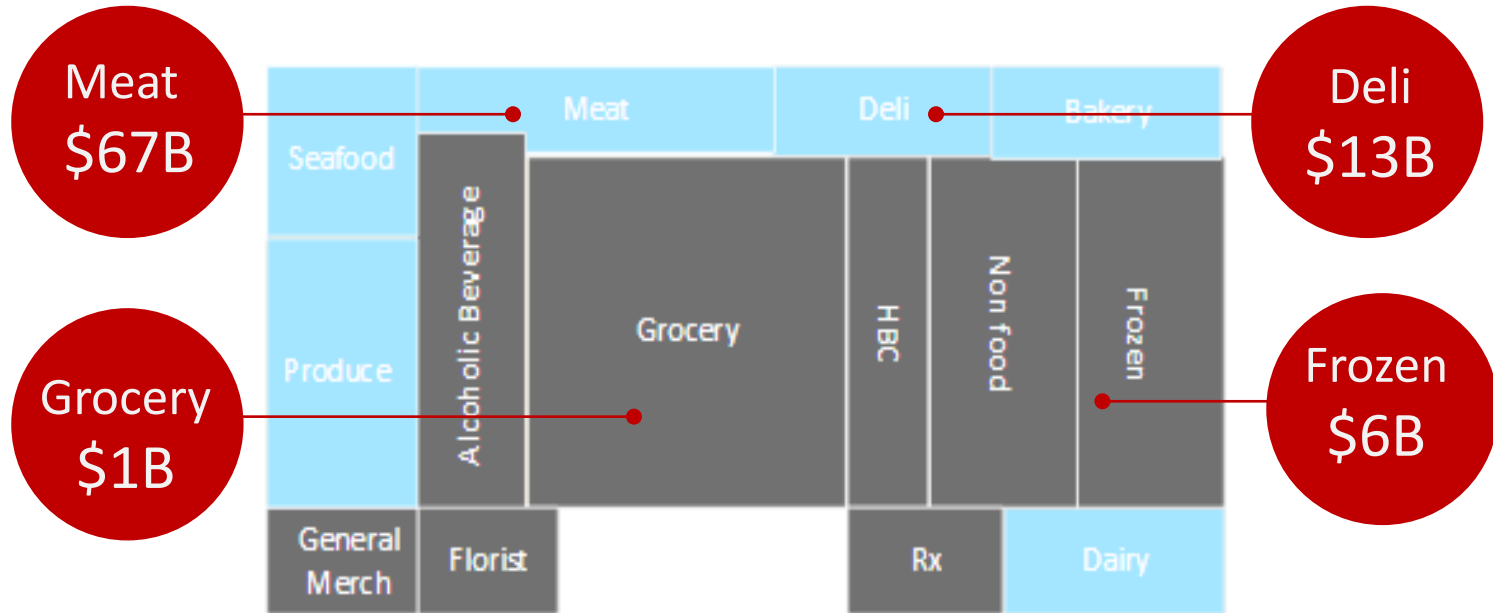 Meat
$67B
Meat
Deli
Bakery
Deli
$13B
Seafood
Produce
Alcoholic Beverage
Grocery
HBC
Non food
Frozen
Grocery
$1B
Frozen
$6B
General
Merch
Florist
Rx
Dairy